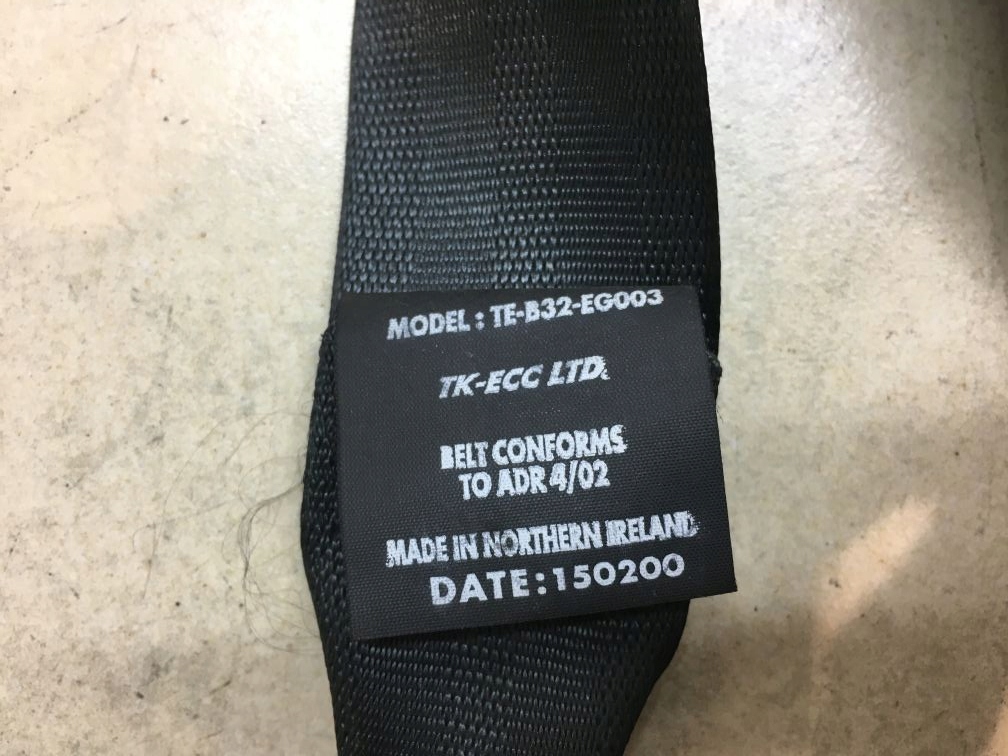 MODEL : TE-B32-EG003
TK-ECC LTD.
BELT CONFORMS
TO ADR 4/02
MADE IN NORTHERN IRELAND
DATE:150200